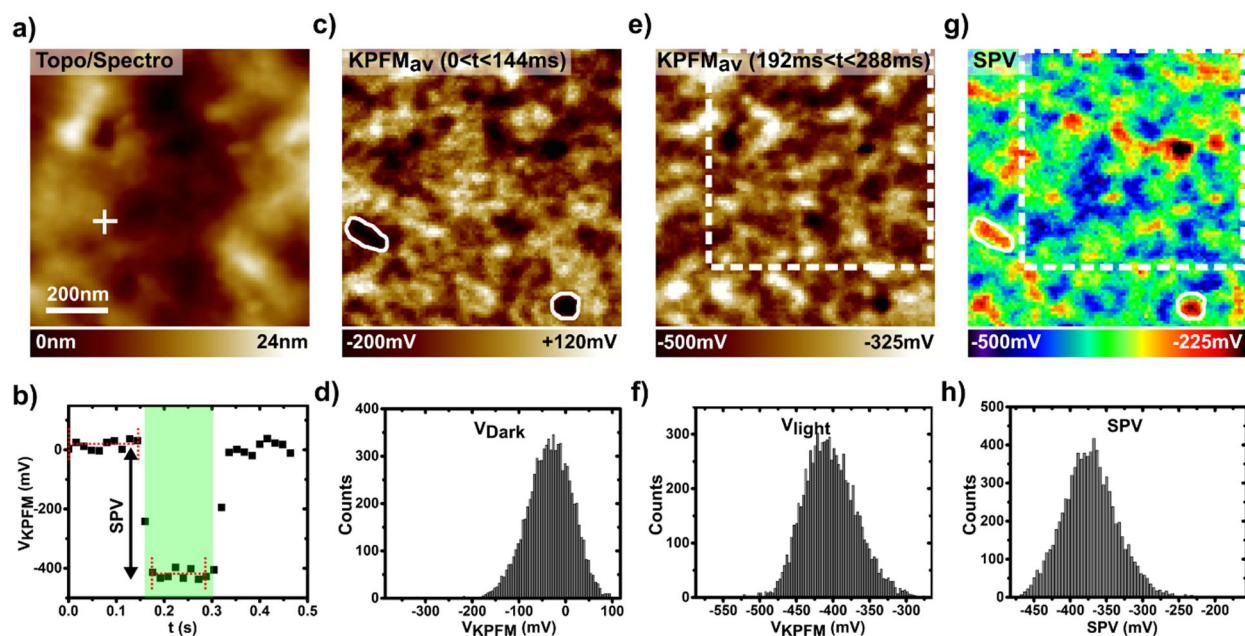 a)
Topo/Spectro
200nm
0nm 24nm
c)
KPFMav (0<t<144ms)
-200mV +120mV
e)
KPFMav (192ms<t<288ms)
-500mV -325mV
g)
SPV
-500mV -225mV
b)
VKPFM (mV)
0
-200
-400
SPV
0.0 0.1 0.2 0.3 0.4 0.5
t (s)
d)
VDark
Counts
400
350
300
250
200
150
100
50
0
-300 -200 -100 0 100
VKPFM (mV)
f)
Vlight
Counts
300
200
100
0
-550 -500 -450 -400 -350 -300
VKPFM (mV)
h)
SPV
Counts
500
400
300
200
100
0
-450 -400 -350 -300 -250 -200
SPV (mV)